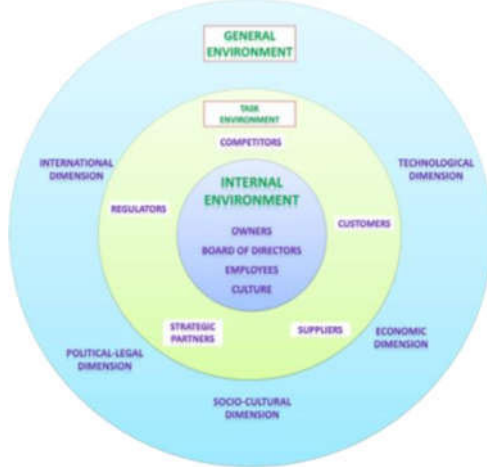 GENERAL
ENVIRONMENT
TASK
ENVIRONMENT
COMPETITORS
INTERNATIONAL
DIMENSION
TECHNOLOGICAL
DIMENSION
INTERNAL
ENVIRONMENT
REGULATORS
CUSTOMERS
OWNERS
BOARD OF DIRECTORS
EMPLOYEES
CULTURE
STRATEGIC
PARTNERS
SUPPLIERS
ECONOMIC
DIMENSION
POLITICAL-LEGAL
DIMENSION
SOCIO-CULTURAL
DIMENSION